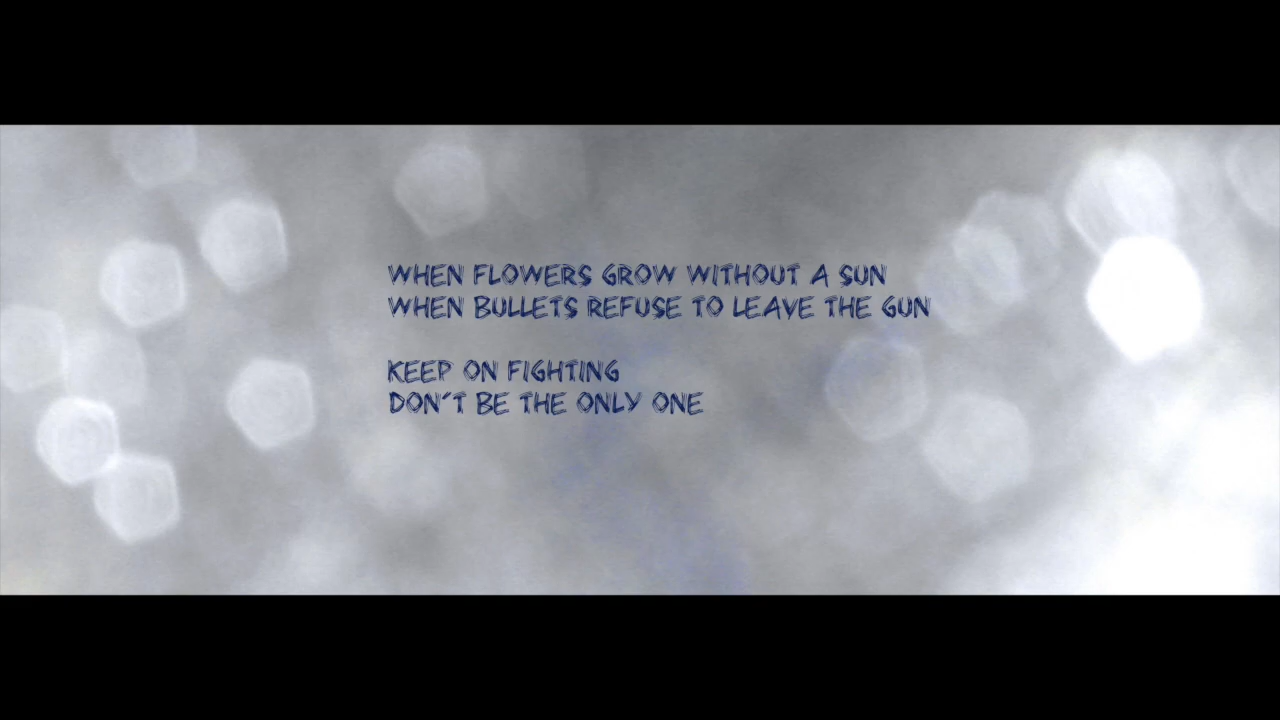 WHEN FLOWERS GROW WITHOUT A SUN
WHEN BULLETS REFUSE TO LEAVE THE GUN
KEEP ON FIGHTING
DON'T BE THE ONLY ONE